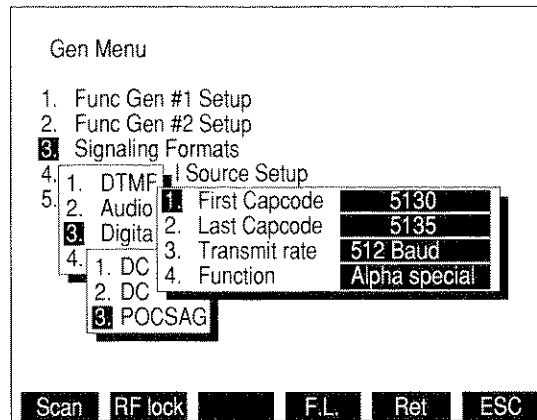 Gen Menu
1. Func Gen #1 Setup
2. Func Gen #2 Setup
3. Signaling Formats
4. l Source Setup
5.
1. DTMF
2. Audio
3. Digita
4.
1. DC
2. DC
3. POCSAG
1. First Capcode 5130
2. Last Capcode 5135
3. Transmit rate 512 Baud
4. Function Alpha special
Scan RF lock F.L. Ret ESC